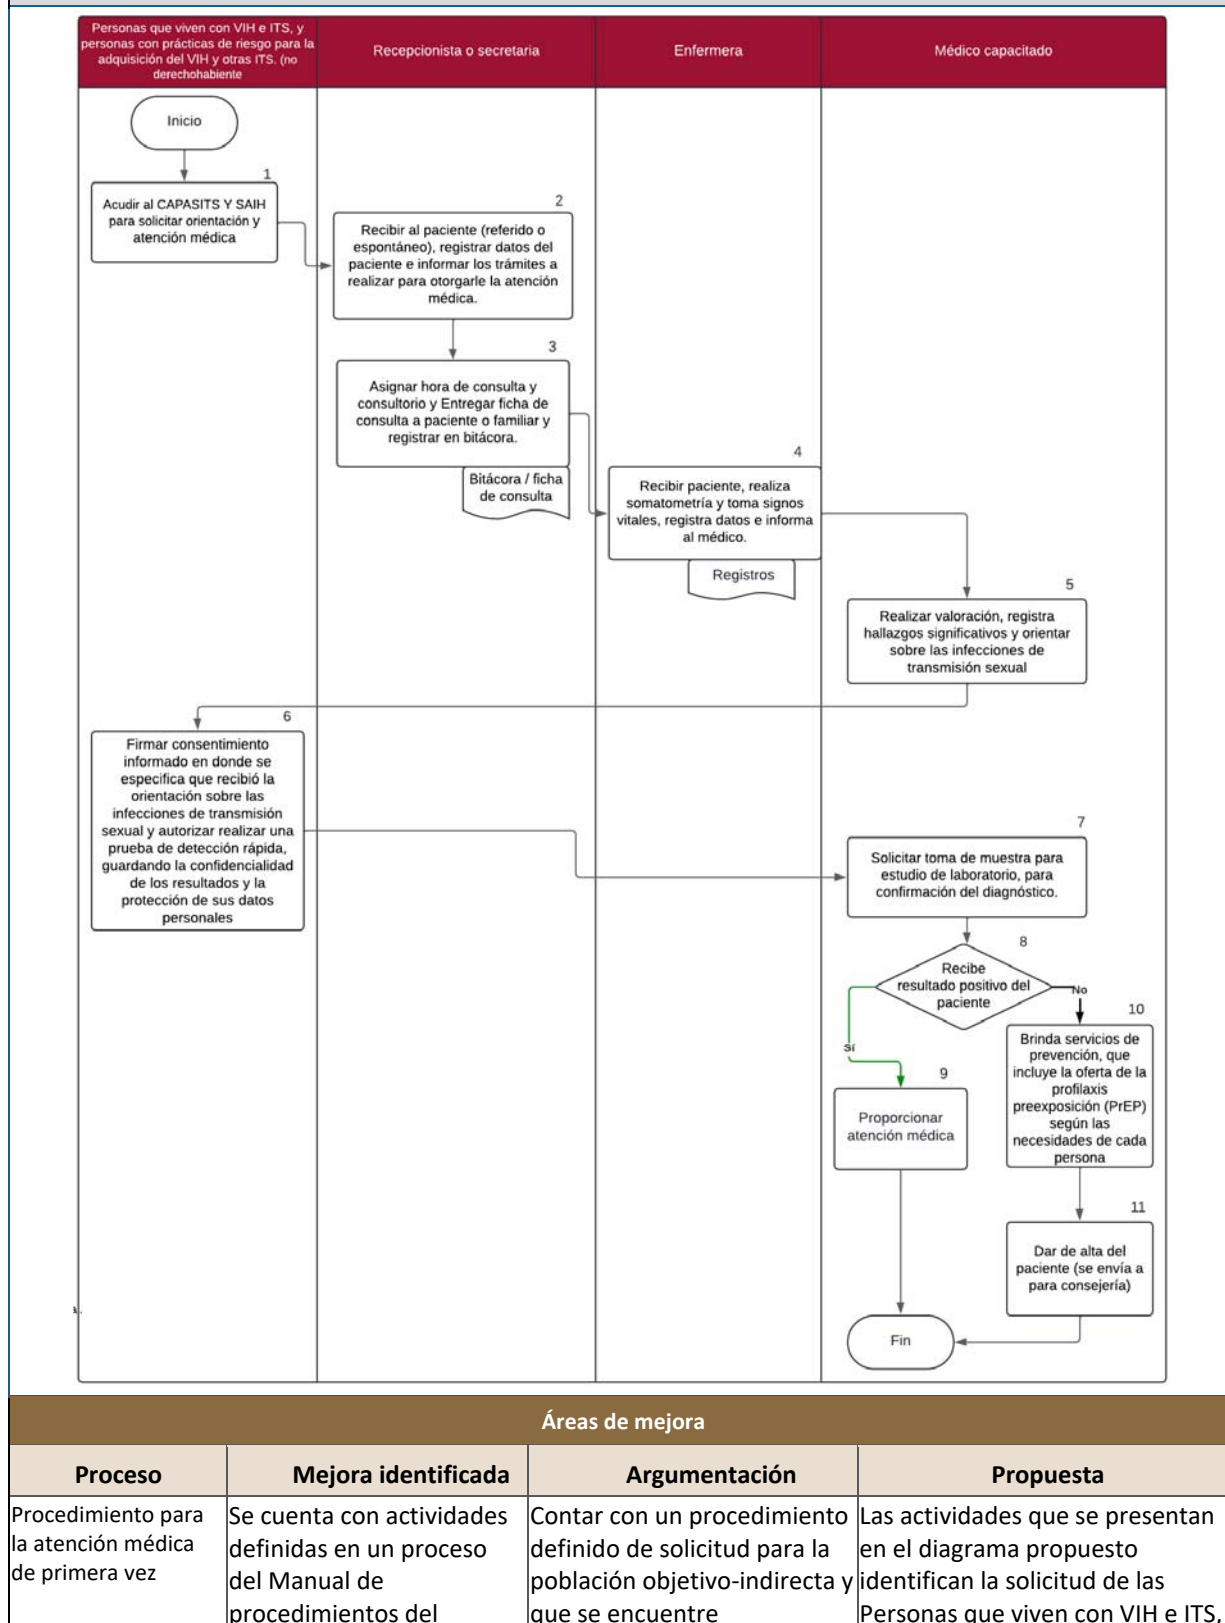 Personas que viven con VIH e ITS, y
personas con prácticas de riesgo para la
adquisición del VIH y otras ITS. (no
derechohabiente
Recepcionista o secretaria
Enfermera
Médico capacitado
Inicio
1
Acudir al CAPASITS Y SAIH
para solicitar orientación y
atención médica
2
Recibir al paciente (referido o
espontáneo), registrar datos del
paciente e informar los trámites a
realizar para otorgarle la atención
médica.
3
Asignar hora de consulta y
consultorio y Entregar ficha de
consulta a paciente o familiar y
registrar en bitácora.
Bitácora / ficha
de consulta
4
Recibir paciente, realiza
somatometría y toma signos
vitales, registra datos e informa
al médico.
Registros
5
Realizar valoración, registra
hallazgos significativos y orientar
sobre las infecciones de
transmisión sexual
6
Firmar consentimiento
informado en donde se
especifica que recibió la
orientación sobre las
infecciones de transmisión
sexual y autorizar realizar una
prueba de detección rápida,
guardando la confidencialidad
de los resultados y la
protección de sus datos
personales
7
Solicitar toma de muestra para
estudio de laboratorio, para
confirmación del diagnóstico.
8
Recibe
resultado positivo del
paciente
No
Sí
10
Brinda servicios de
prevención, que
incluye la oferta de la
profilaxis
preexposición (PrEP)
según las
necesidades de cada
persona
9
Proporcionar
atención médica
11
Dar de alta del
paciente (se envía a
para consejería)
Fin
Áreas de mejora
Proceso
Mejora identificada
Argumentación
Propuesta
Procedimiento para
la atención médica
de primera vez
Se cuenta con actividades
definidas en un proceso
del Manual de
procedimientos del
Contar con un procedimiento
definido de solicitud para la
población objetivo-indirecta y
que se encuentre
Las actividades que se presentan
en el diagrama propuesto
identifican la solicitud de las
Personas que viven con VIH e ITS,